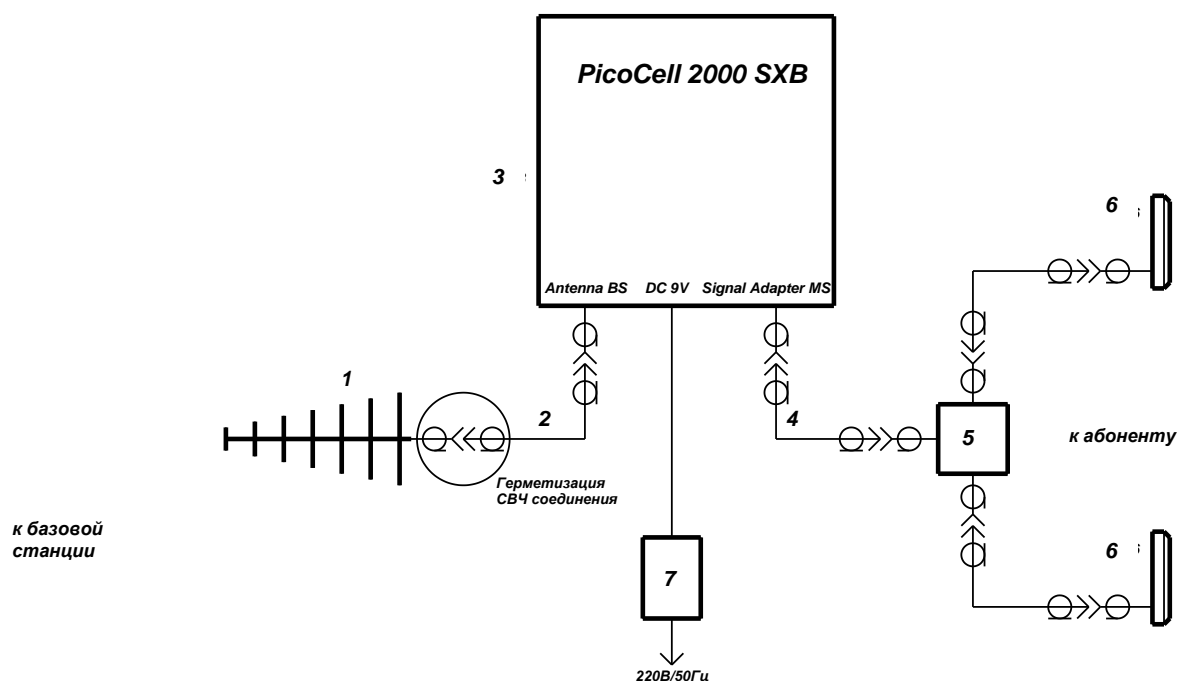 PicoCell 2000 SXB
3
6
Antenna BS DC 9V Signal Adapter MS
1
2
4
5
к абоненту
Герметизация
СВЧ соединения
к базовой
станции
7
6
220В/50Гц